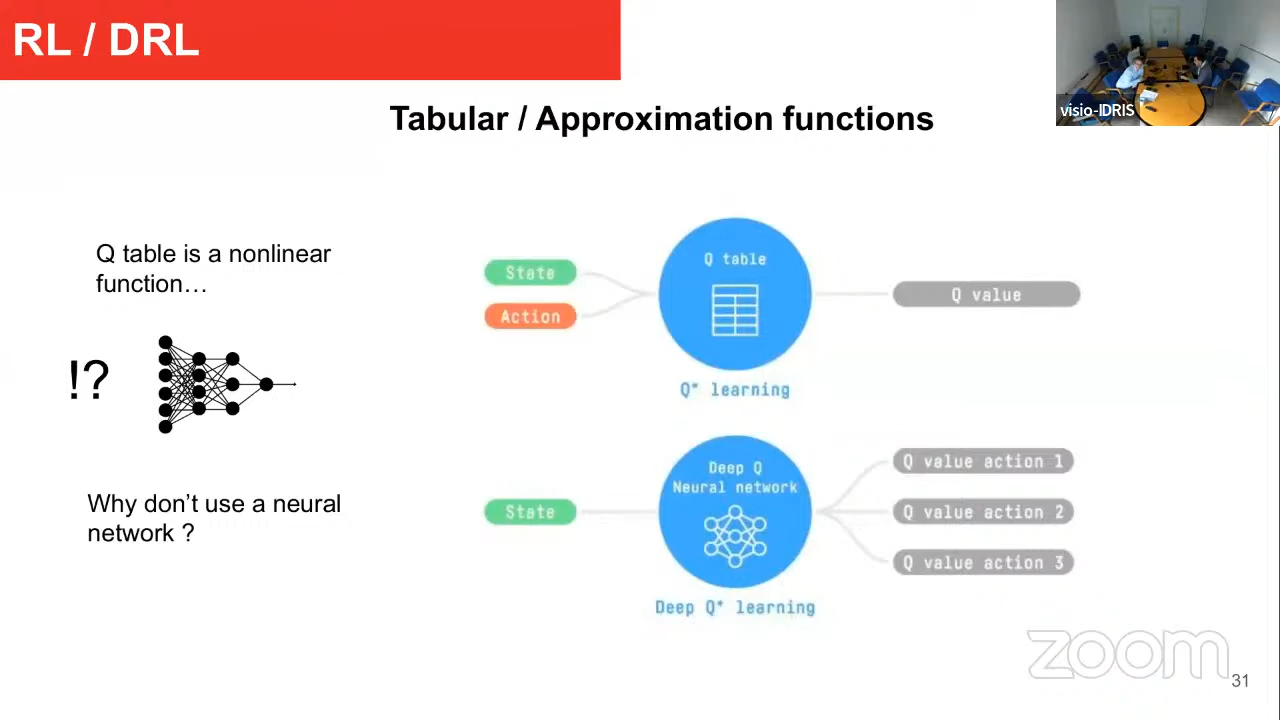 RL / DRL
visio-IDRIS
Tabular / Approximation functions
Q table is a nonlinear
function…
!?
Why don’t use a neural
network ?
State
Action
Q table
Q value
Q* learning
State
Deep Q
Neural network
Q value action 1
Q value action 2
Q value action 3
Deep Q* learning
zoom
31